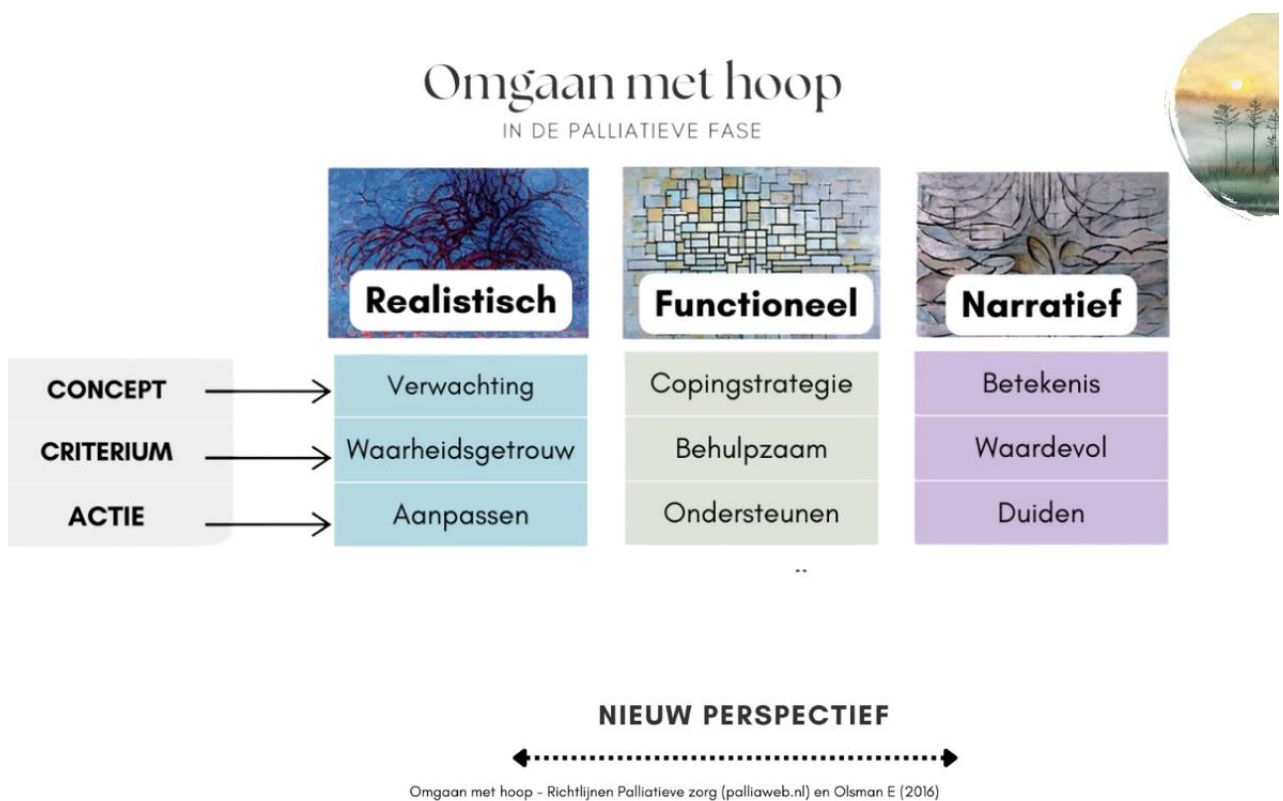 Omgaan met hoop
IN DE PALLIATIEVE FASE
Realistisch Functioneel Narratief
CONCEPT Verwachting Copingstrategie Betekenis
CRITERIUM Waarheidsgetrouw Behulpzaam Waardevol
ACTIE Aanpassen Ondersteunen Duiden
NIEUW PERSPECTIEF
Omgaan met hoop - Richtlijnen Palliatieve zorg (palliaweb.nl) en Olsman E (2016)